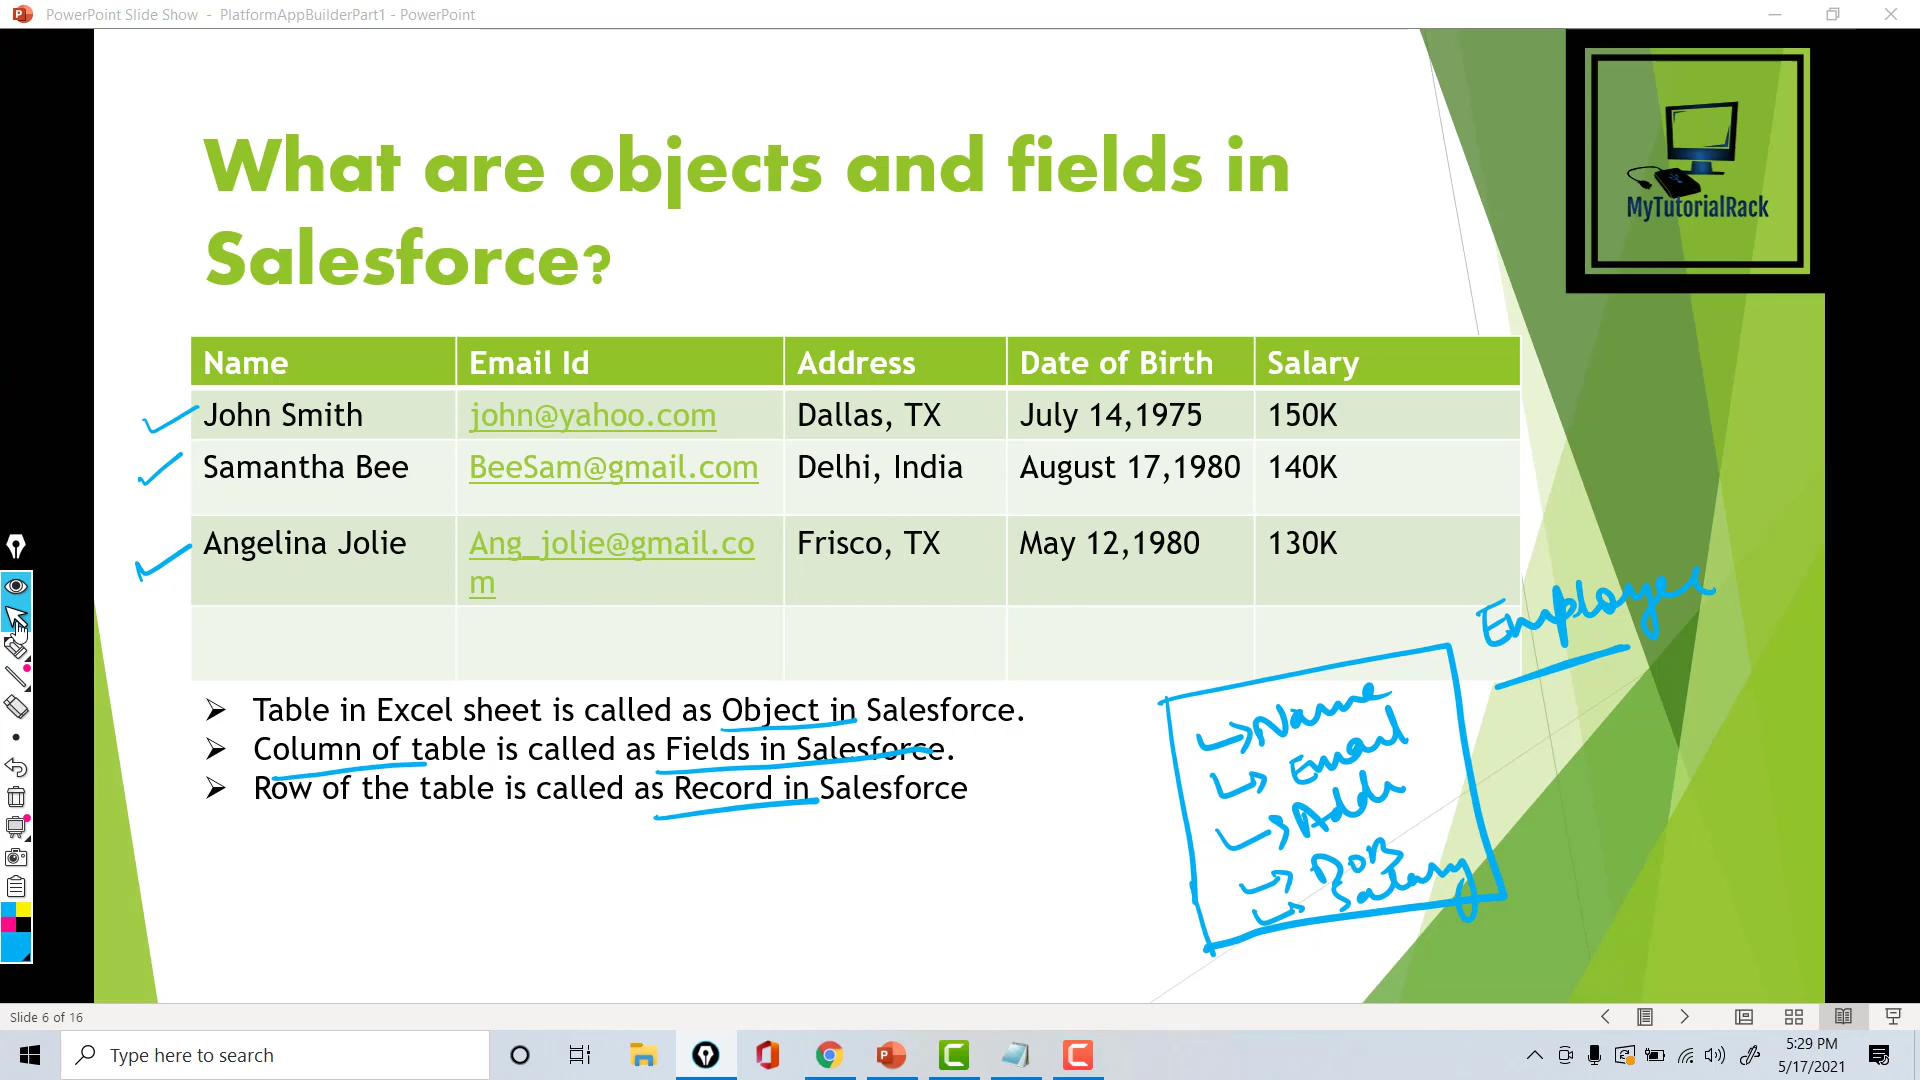 PowerPoint Slide Show - PlatformAppBuilderPart1 - PowerPoint
What are objects and fields in
Salesforce?
MyTutorialRack
Name Email Id Address Date of Birth Salary
John Smith john@yahoo.com Dallas, TX July 14,1975 150K
Samantha Bee BeeSam@gmail.com Delhi, India August 17,1980 140K
Angelina Jolie Ang_jolie@gmail.co Frisco, TX May 12,1980 130K
m
Employee
➢ Table in Excel sheet is called as Object in Salesforce.
➢ Column of table is called as Fields in Salesforce.
➢ Row of the table is called as Record in Salesforce
Name
Email
Addr
DOB
Salary
Slide 6 of 16
Type here to search
5:29 PM
5/17/2021